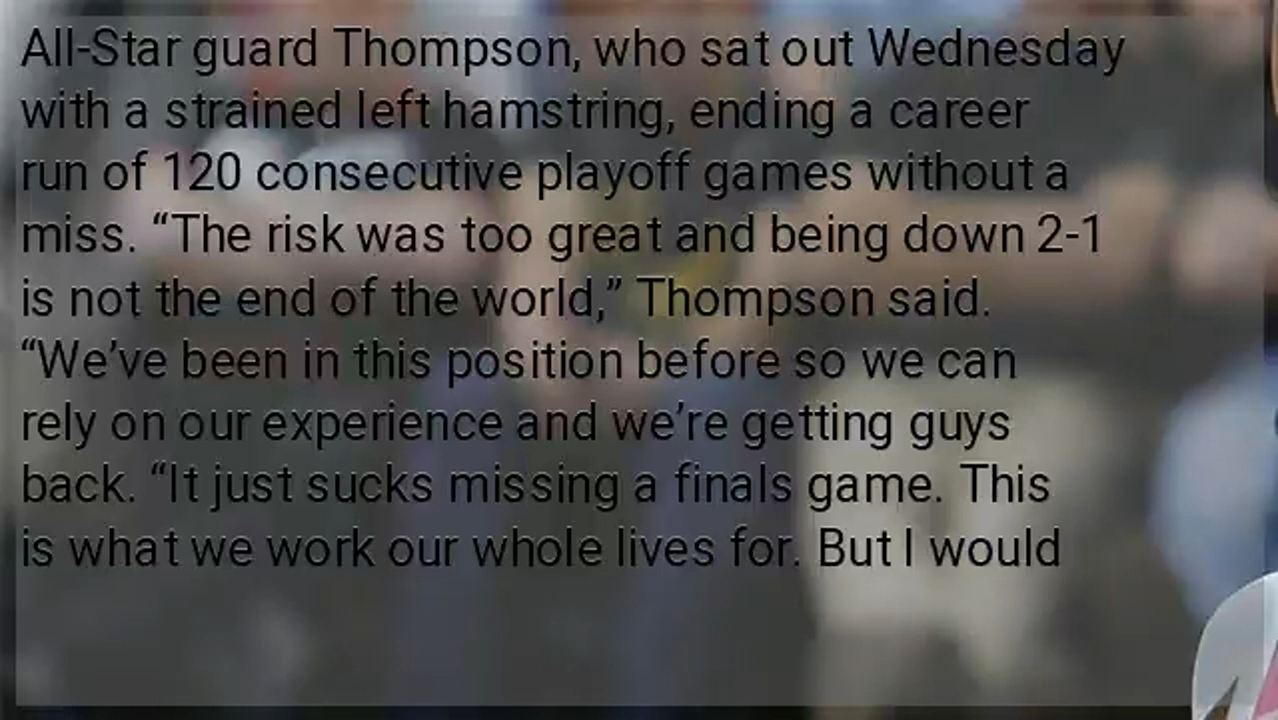 All-Star guard Thompson, who sat out Wednesday
with a strained left hamstring, ending a career
run of 120 consecutive playoff games without a
miss. “The risk was too great and being down 2-1
is not the end of the world,” Thompson said.
“We’ve been in this position before so we can
rely on our experience and we’re getting guys
back. “It just sucks missing a finals game. This
is what we work our whole lives for. But I would